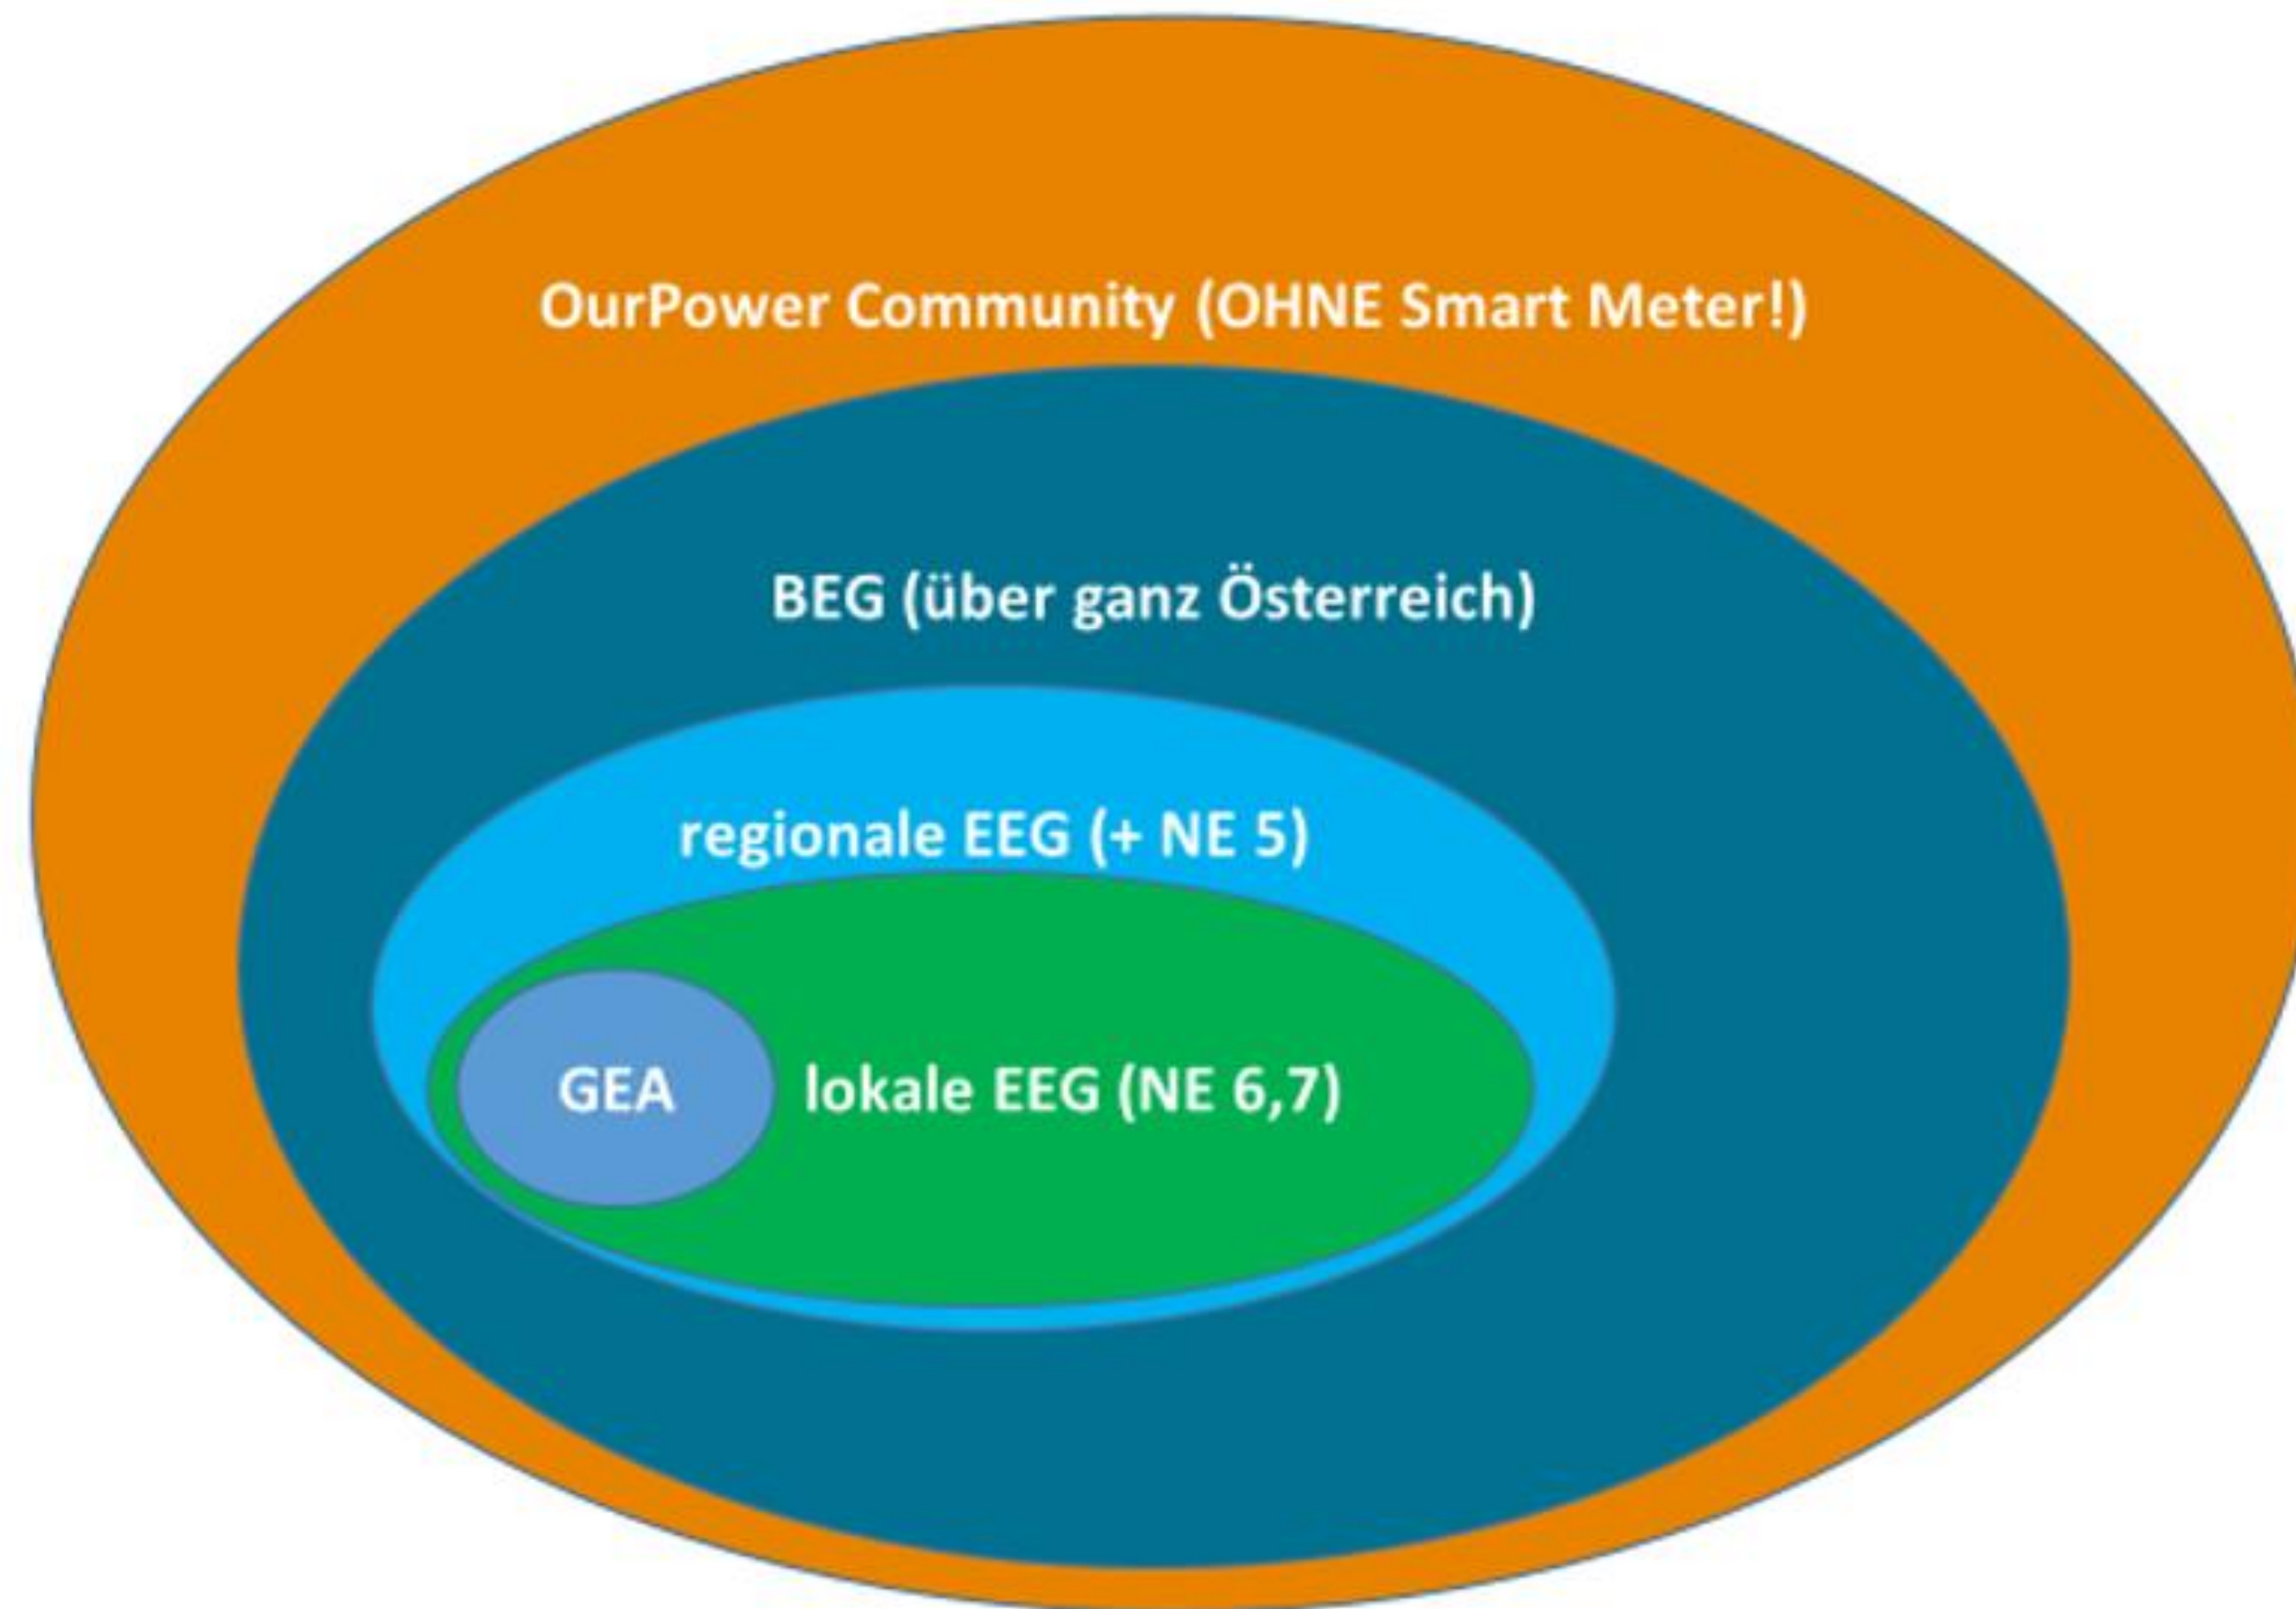 OurPower Community (OHNE Smart Meter!)
BEG (über ganz Österreich)
regionale EEG (+ NE 5)
GEA
lokale EEG (NE 6,7)